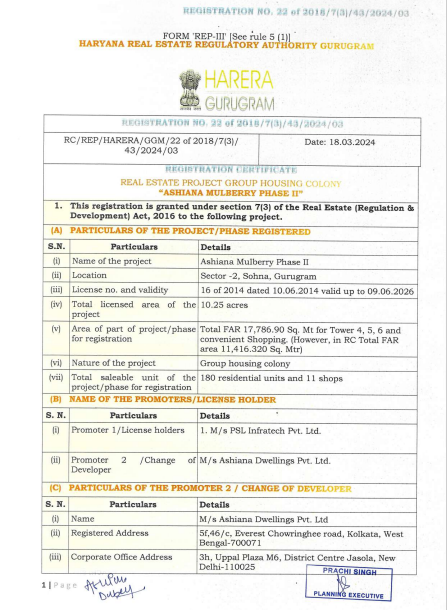 REGISTRATION NO. 22 of 2018/7(3)/43/2024/03
FORM 'REP-III' [See rule 5 (1)]
HARYANA REAL ESTATE REGULATORY AUTHORITY GURUGRAM
HARERA
GURUGRAM
REGISTRATION NO. 22 of 2018/7(3)/43/2024/03
RC/REP/HARERA/GGM/22 of 2018/7(3)/
43/2024/03
Date: 18.03.2024
REGISTRATION CERTIFICATE
REAL ESTATE PROJECT GROUP HOUSING COLONY
"ASHIANA MULBERRY PHASE II"
1. This registration is granted under section 7(3) of the Real Estate (Regulation &
Development) Act, 2016 to the following project.
(A) PARTICULARS OF THE PROJECT/PHASE REGISTERED
S.N. Particulars Details
(i) Name of the project Ashiana Mulberry Phase II
(ii) Location Sector -2, Sohna, Gurugram
(iii) License no. and validity 16 of 2014 dated 10.06.2014 valid up to 09.06.2026
(iv) Total licensed area of the 10.25 acres
project
(v) Area of part of project/phase Total FAR 17,786.90 Sq. Mt for Tower 4, 5, 6 and
for registration convenient Shopping. (However, in RC Total FAR
area 11,416.320 Sq. Mtr)
(vi) Nature of the project Group housing colony
(vii) Total saleable unit of the 180 residential units and 11 shops
project/phase for registration
(B) NAME OF THE PROMOTERS/LICENSE HOLDER
S. N. Particulars Details
(i) Promoter 1/License holders 1. M/s PSL Infratech Pvt. Ltd.
(ii) Promoter 2 /Change of M/s Ashiana Dwellings Pvt. Ltd.
Developer
(C) PARTICULARS OF THE PROMOTER 2 / CHANGE OF DEVELOPER
S. N. Particulars Details
(i) Name M/s Ashiana Dwellings Pvt. Ltd.
(ii) Registered Address 5f,46/c, Everest Chowringhee road, Kolkata, West
Bengal-700071
(iii) Corporate Office Address 3h, Uppal Plaza M6, District Centre Jasola, New
Delhi-110025
PRACHI SINGH
PLANNING EXECUTIVE
1 | Page